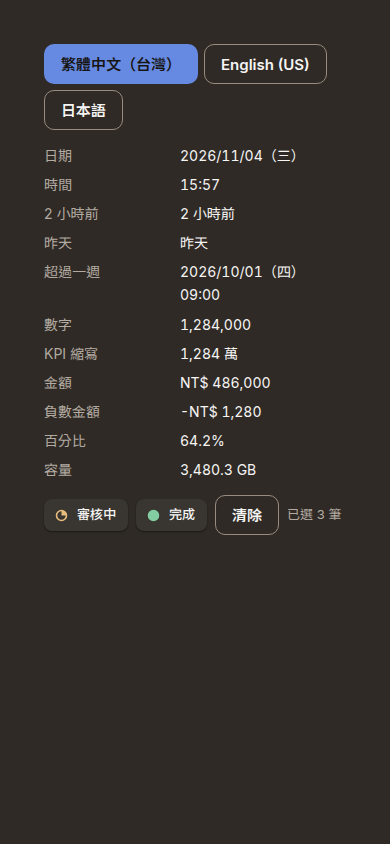 繁體中文（台灣） English (US)
日本語
日期 2026/11/04（三）
時間 15:57
2 小時前 2 小時前
昨天 昨天
超過一週 2026/10/01（四）
09:00
數字 1,284,000
KPI 縮寫 1,284 萬
金額 NT$ 486,000
負數金額 -NT$ 1,280
百分比 64.2%
容量 3,480.3 GB
審核中 完成 清除 已選 3 筆